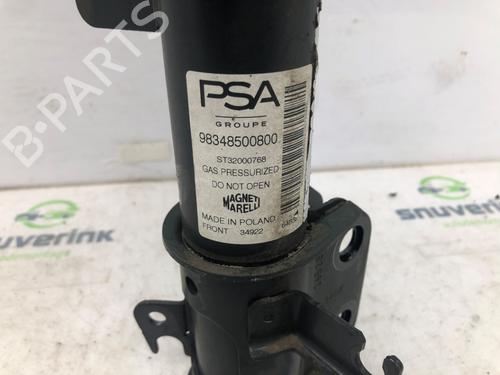 PSA
GROUPE
98348500800
ST32000768
GAS PRESSURIZED
DO NOT OPEN
MAGNETI
MARELLI
MADE IN POLAND
FRONT 34922
B-PARTS
snuverink
autodemontage
snuverink